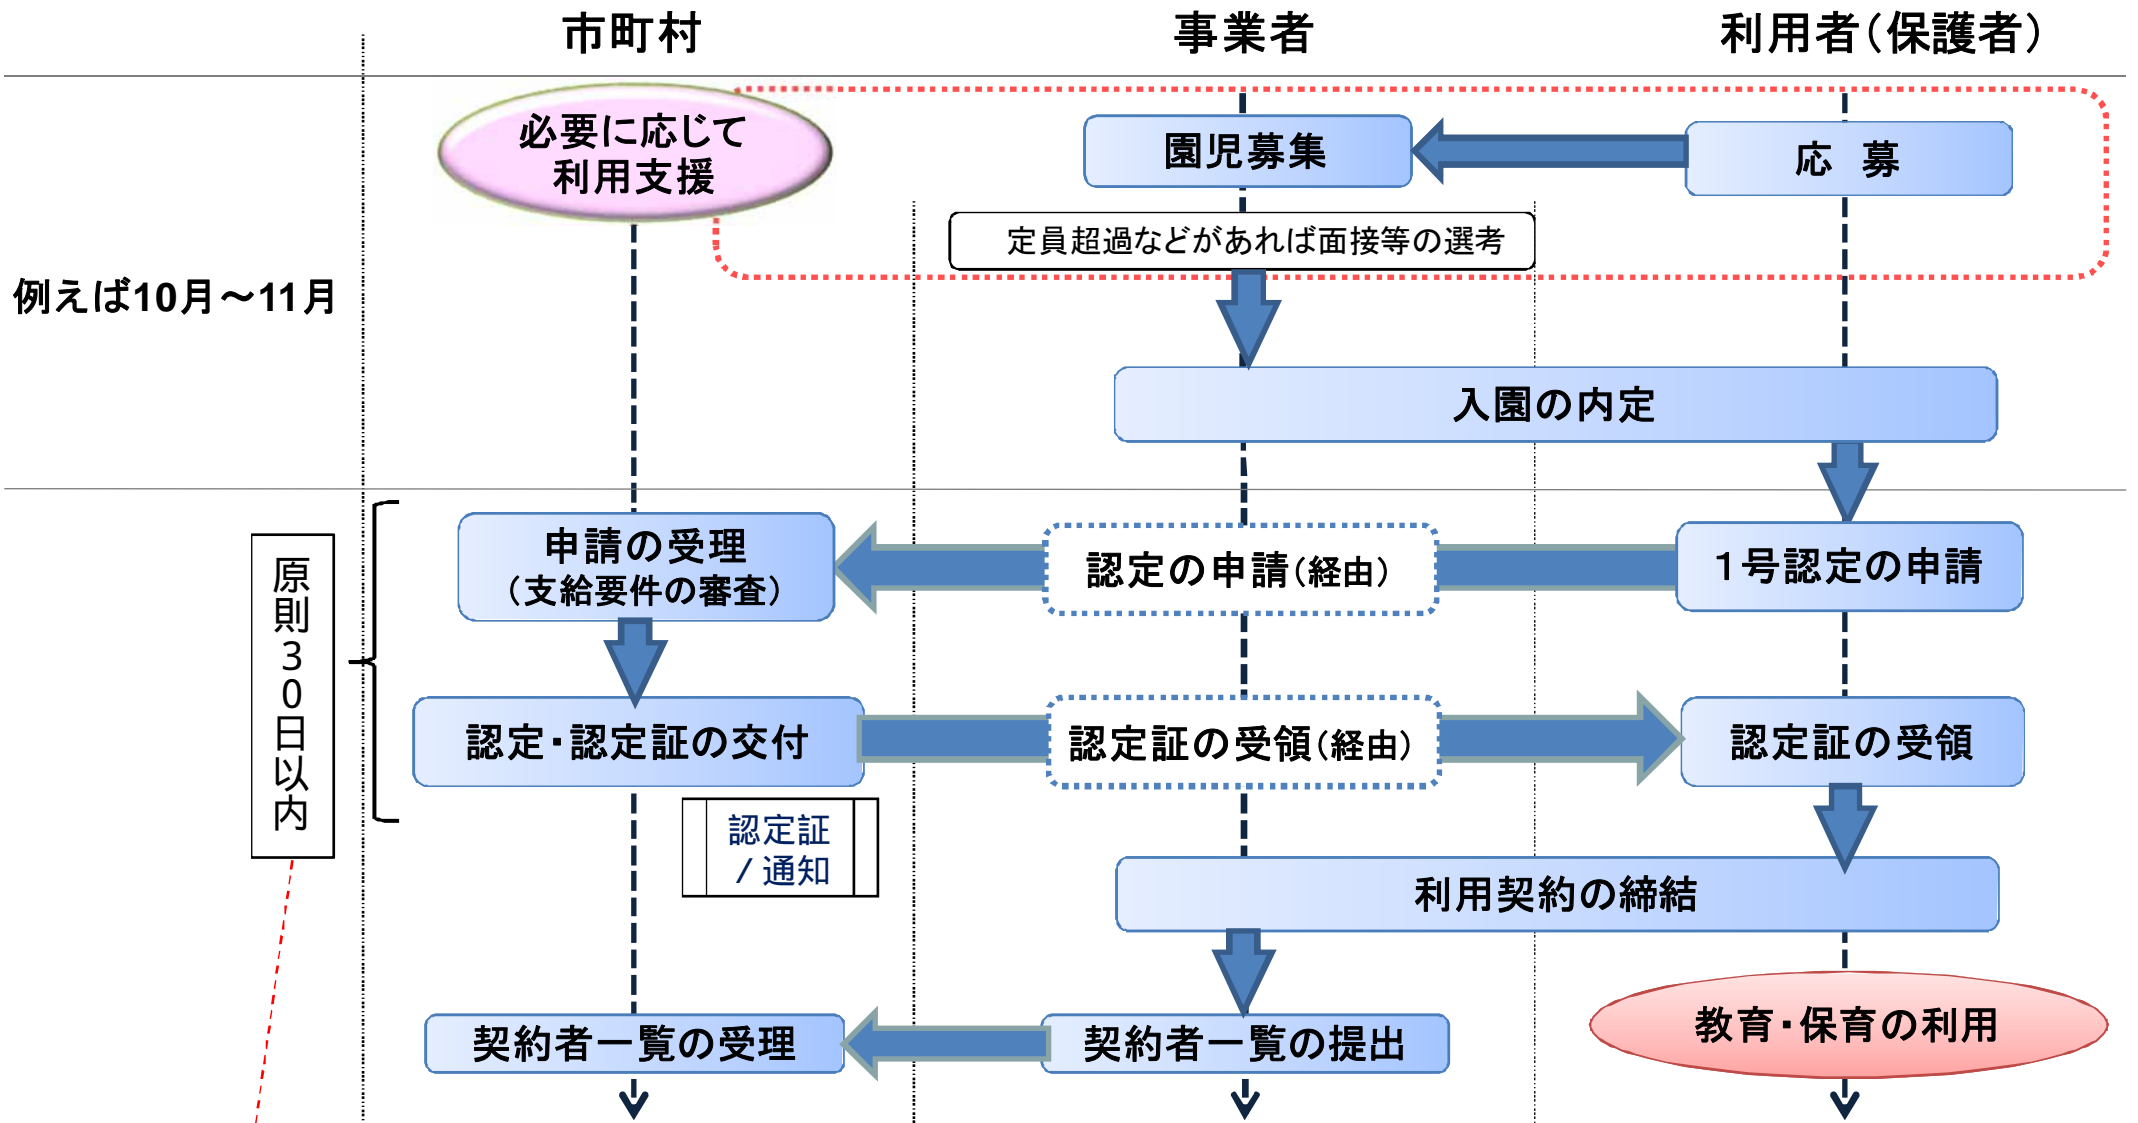 市町村
事業者
利用者（保護者）
必要に応じて
利用支援
園児募集
応　募
定員超過などがあれば面接等の選考
例えば10月～11月
入園の内定
原則３０日以内
申請の受理
（支給要件の審査）
認定の申請（経由）
１号認定の申請
認定・認定証の交付
認定証の受領（経由）
認定証の受領
認定証
/ 通知
利用契約の締結
教育・保育の利用
契約者一覧の受理
契約者一覧の提出